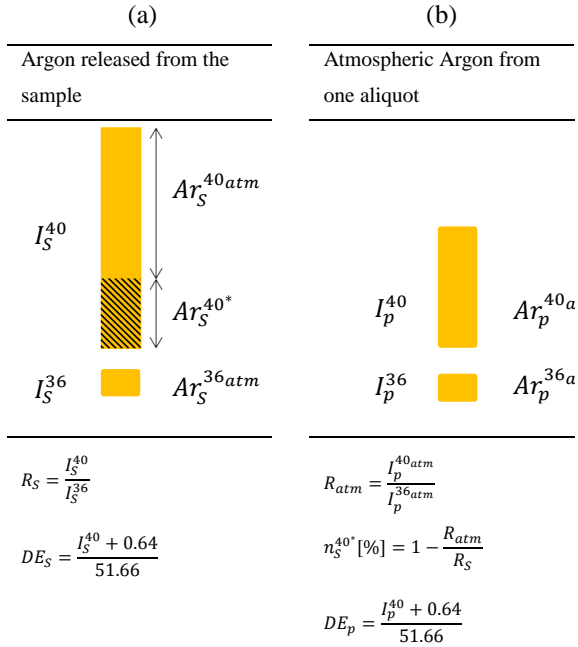 (a)
Argon released from the
sample
I_S^40
Ar_S^40atm
Ar_S^40*
I_S^36
Ar_S^36atm
R_S = I_S^40 / I_S^36
DE_S = (I_S^40 + 0.64) / 51.66
(b)
Atmospheric Argon from
one aliquot
I_p^40
Ar_p^40a
I_p^36
Ar_p^36a
R_atm = I_p^40atm / I_p^36atm
n_S^40*[%] = 1 − R_atm / R_S
DE_p = (I_p^40 + 0.64) / 51.66